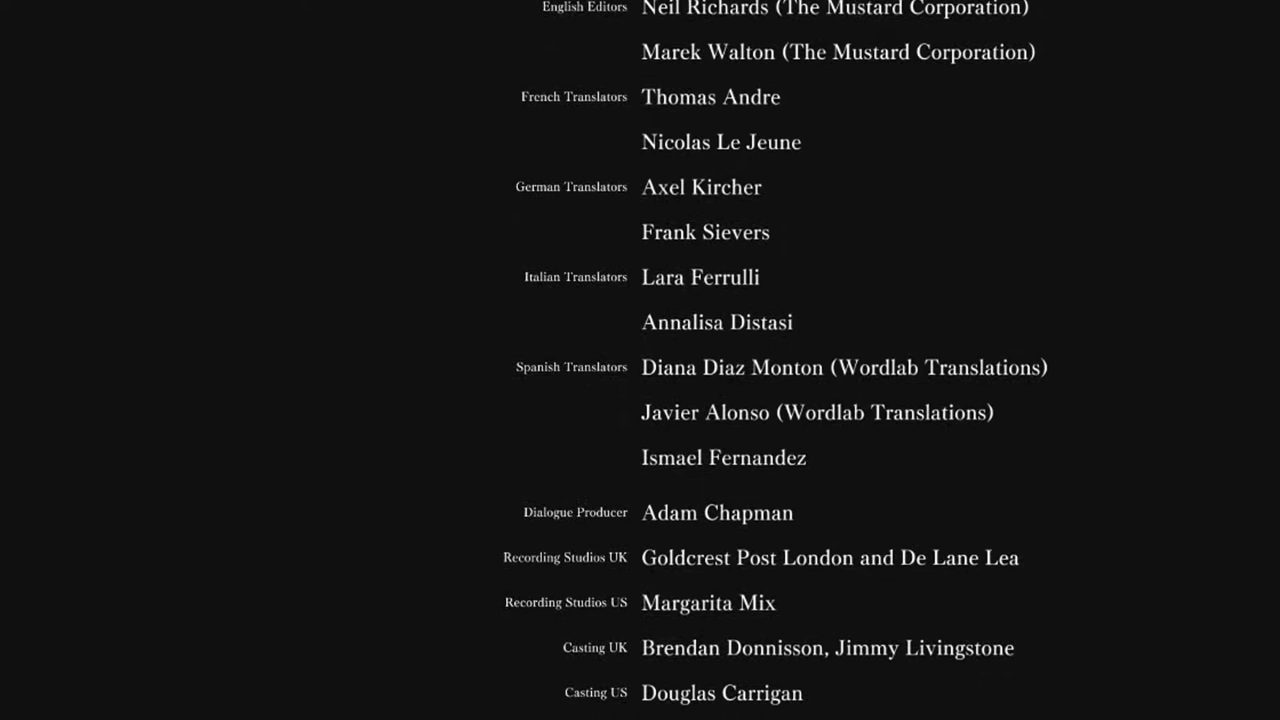 English Editors Neil Richards (The Mustard Corporation)
Marek Walton (The Mustard Corporation)
French Translators Thomas Andre
Nicolas Le Jeune
German Translators Axel Kircher
Frank Sievers
Italian Translators Lara Ferrulli
Annalisa Distasi
Spanish Translators Diana Diaz Monton (Wordlab Translations)
Javier Alonso (Wordlab Translations)
Ismael Fernandez
Dialogue Producer Adam Chapman
Recording Studios UK Goldcrest Post London and De Lane Lea
Recording Studios US Margarita Mix
Casting UK Brendan Donnisson, Jimmy Livingstone
Casting US Douglas Carrigan